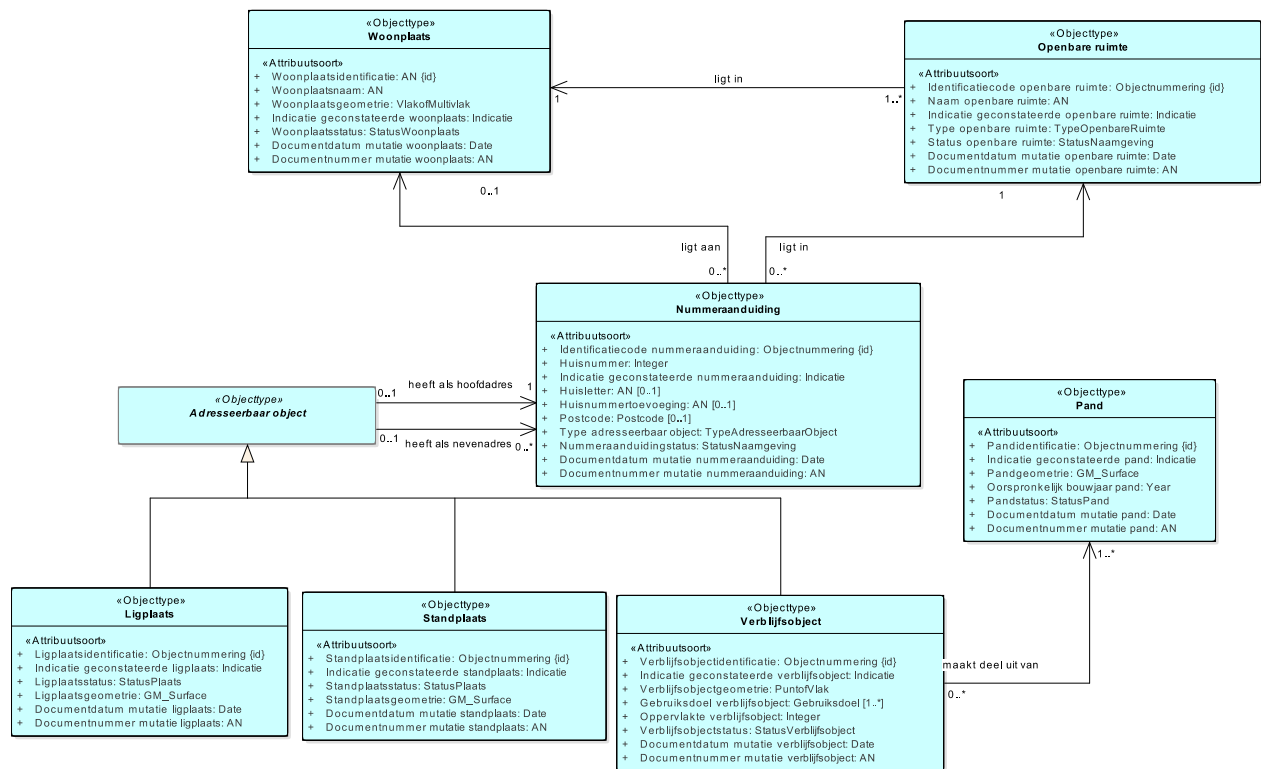 «Objecttype»
Woonplaats
«Attribuutsoort»
+ Woonplaatsidentificatie: AN {id}
+ Woonplaatsnaam: AN
+ Woonplaatsgeometrie: VlakofMultivlak
+ Indicatie geconstateerde woonplaats: Indicatie
+ Woonplaatsstatus: StatusWoonplaats
+ Documentdatum mutatie woonplaats: Date
+ Documentnummer mutatie woonplaats: AN
ligt in
1
1..*
«Objecttype»
Openbare ruimte
«Attribuutsoort»
+ Identificatiecode openbare ruimte: Objectnummering {id}
+ Naam openbare ruimte: AN
+ Indicatie geconstateerde openbare ruimte: Indicatie
+ Type openbare ruimte: TypeOpenbareRuimte
+ Status openbare ruimte: StatusNaamgeving
+ Documentdatum mutatie openbare ruimte: Date
+ Documentnummer mutatie openbare ruimte: AN
0..1
1
ligt aan
ligt in
0..*
0..*
«Objecttype»
Nummeraanduiding
«Attribuutsoort»
+ Identificatiecode nummeraanduiding: Objectnummering {id}
+ Huisnummer: Integer
+ Indicatie geconstateerde nummeraanduiding: Indicatie
+ Huisletter: AN [0..1]
+ Huisnummertoevoeging: AN [0..1]
+ Postcode: Postcode [0..1]
+ Type adresseerbaar object: TypeAdresseerbaarObject
+ Nummeraanduidingstatus: StatusNaamgeving
+ Documentdatum mutatie nummeraanduiding: Date
+ Documentnummer mutatie nummeraanduiding: AN
«Objecttype»
Adresseerbaar object
0..1
heeft als hoofdadres
1
0..1
heeft als nevenadres
0..*
«Objecttype»
Pand
«Attribuutsoort»
+ Pandidentificatie: Objectnummering {id}
+ Indicatie geconstateerde pand: Indicatie
+ Pandgeometrie: GM_Surface
+ Oorspronkelijk bouwjaar pand: Year
+ Pandstatus: StatusPand
+ Documentdatum mutatie pand: Date
+ Documentnummer mutatie pand: AN
1..*
maakt deel uit van
0..*
«Objecttype»
Ligplaats
«Attribuutsoort»
+ Ligplaatsidentificatie: Objectnummering {id}
+ Indicatie geconstateerde ligplaats: Indicatie
+ Ligplaatsstatus: StatusPlaats
+ Ligplaatsgeometrie: GM_Surface
+ Documentdatum mutatie ligplaats: Date
+ Documentnummer mutatie ligplaats: AN
«Objecttype»
Standplaats
«Attribuutsoort»
+ Standplaatsidentificatie: Objectnummering {id}
+ Indicatie geconstateerde standplaats: Indicatie
+ Standplaatsstatus: StatusPlaats
+ Standplaatsgeometrie: GM_Surface
+ Documentdatum mutatie standplaats: Date
+ Documentnummer mutatie standplaats: AN
«Objecttype»
Verblijfsobject
«Attribuutsoort»
+ Verblijfsobjectidentificatie: Objectnummering {id}
+ Indicatie geconstateerde verblijfsobject: Indicatie
+ Verblijfsobjectgeometrie: PuntofVlak
+ Gebruiksdoel verblijfsobject: Gebruiksdoel [1..*]
+ Oppervlakte verblijfsobject: Integer
+ Verblijfsobjectstatus: StatusVerblijfsobject
+ Documentdatum mutatie verblijfsobject: Date
+ Documentnummer mutatie verblijfsobject: AN